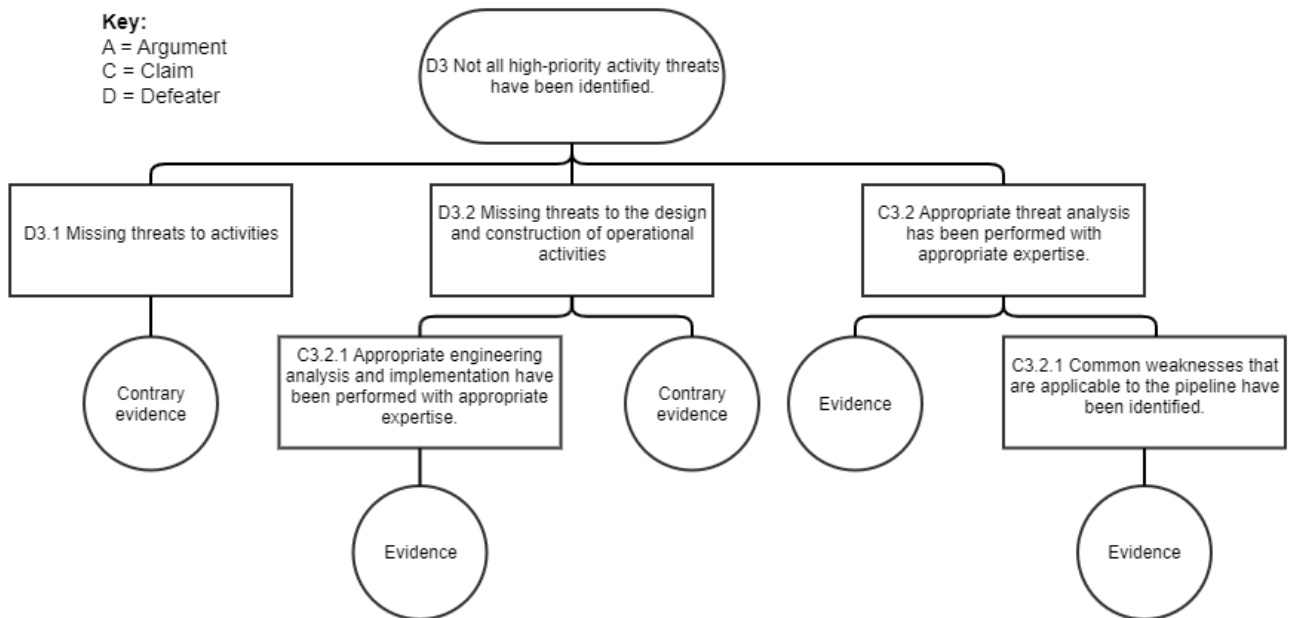 Key:
A = Argument
C = Claim
D = Defeater
D3 Not all high-priority activity threats
have been identified.
D3.1 Missing threats to activities
D3.2 Missing threats to the design
and construction of operational
activities
C3.2 Appropriate threat analysis
has been performed with
appropriate expertise.
Contrary
evidence
C3.2.1 Appropriate engineering
analysis and implementation have
been performed with appropriate
expertise.
Contrary
evidence
Evidence
C3.2.1 Common weaknesses that
are applicable to the pipeline have
been identified.
Evidence
Evidence